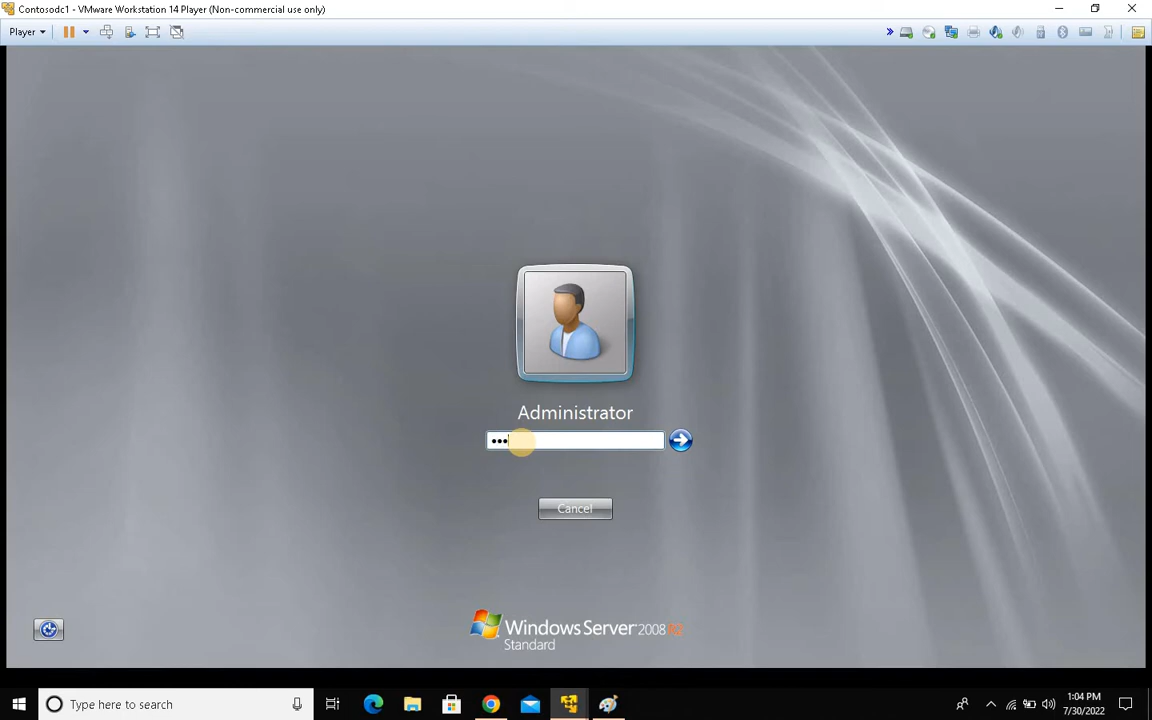 Contosodc1 - VMware Workstation 14 Player (Non-commercial use only)
Player
Administrator
Cancel
Windows Server 2008 R2
Standard
Type here to search
1:04 PM
7/30/2022